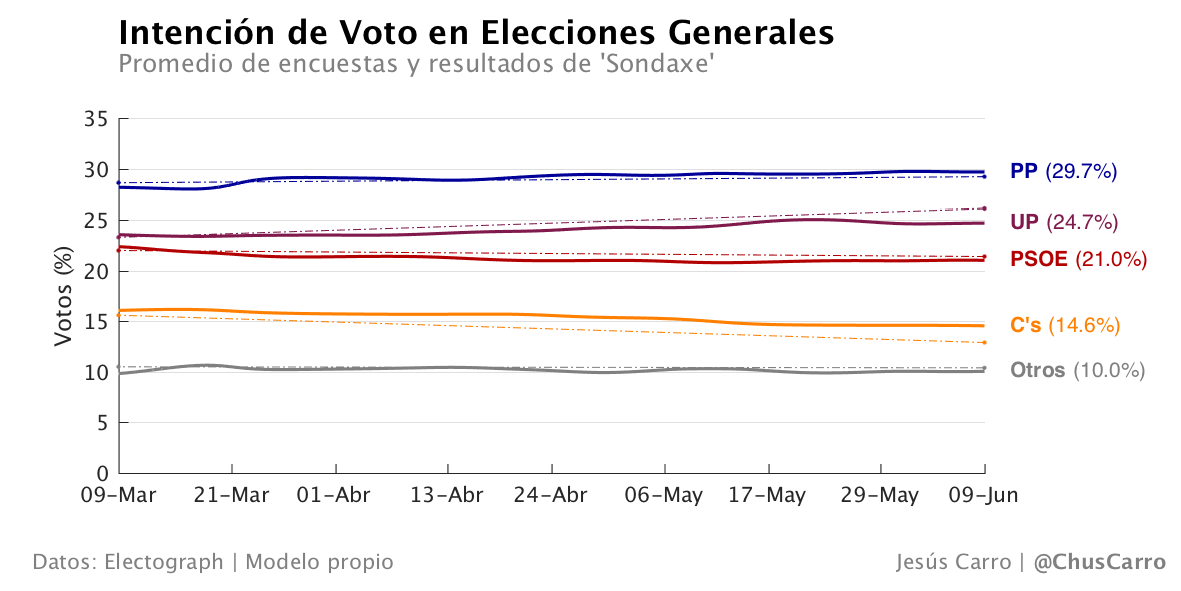 Intención de Voto en Elecciones Generales
Promedio de encuestas y resultados de 'Sondaxe'
Votos (%)
35
30
25
20
15
10
5
0
09-Mar 21-Mar 01-Abr 13-Abr 24-Abr 06-May 17-May 29-May 09-Jun
PP (29.7%)
UP (24.7%)
PSOE (21.0%)
C's (14.6%)
Otros (10.0%)
Datos: Electograph | Modelo propio
Jesús Carro | @ChusCarro